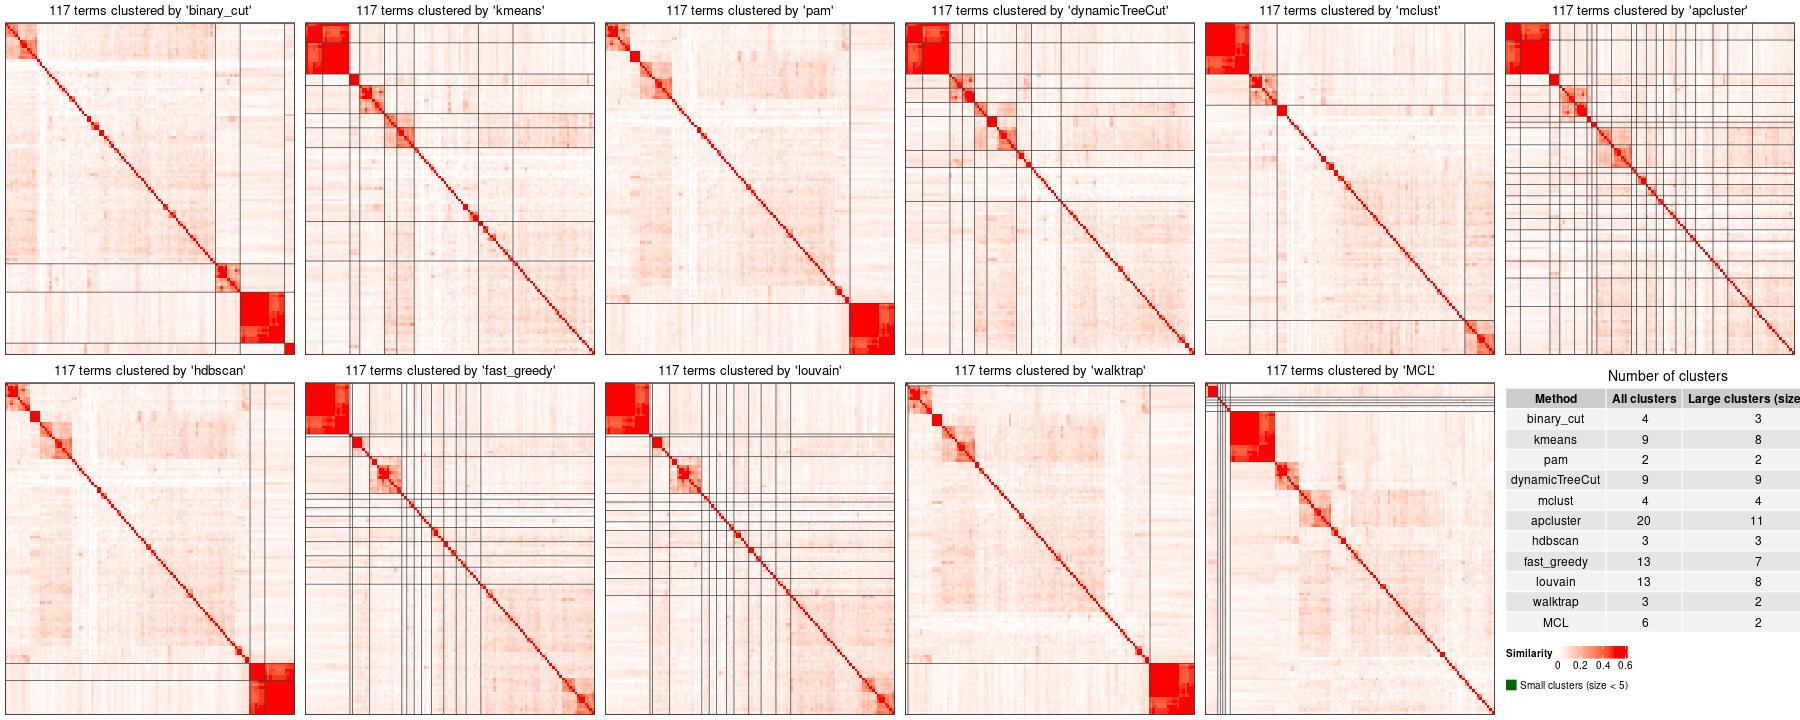 117 terms clustered by 'binary_cut'
117 terms clustered by 'kmeans'
117 terms clustered by 'pam'
117 terms clustered by 'dynamicTreeCut'
117 terms clustered by 'mclust'
117 terms clustered by 'apcluster'
117 terms clustered by 'hdbscan'
117 terms clustered by 'fast_greedy'
117 terms clustered by 'louvain'
117 terms clustered by 'walktrap'
117 terms clustered by 'MCL'
Number of clusters
Method All clusters Large clusters (size
binary_cut 4 3
kmeans 9 8
pam 2 2
dynamicTreeCut 9 9
mclust 4 4
apcluster 20 11
hdbscan 3 3
fast_greedy 13 7
louvain 13 8
walktrap 3 2
MCL 6 2
Similarity
0 0.2 0.4 0.6
Small clusters (size < 5)